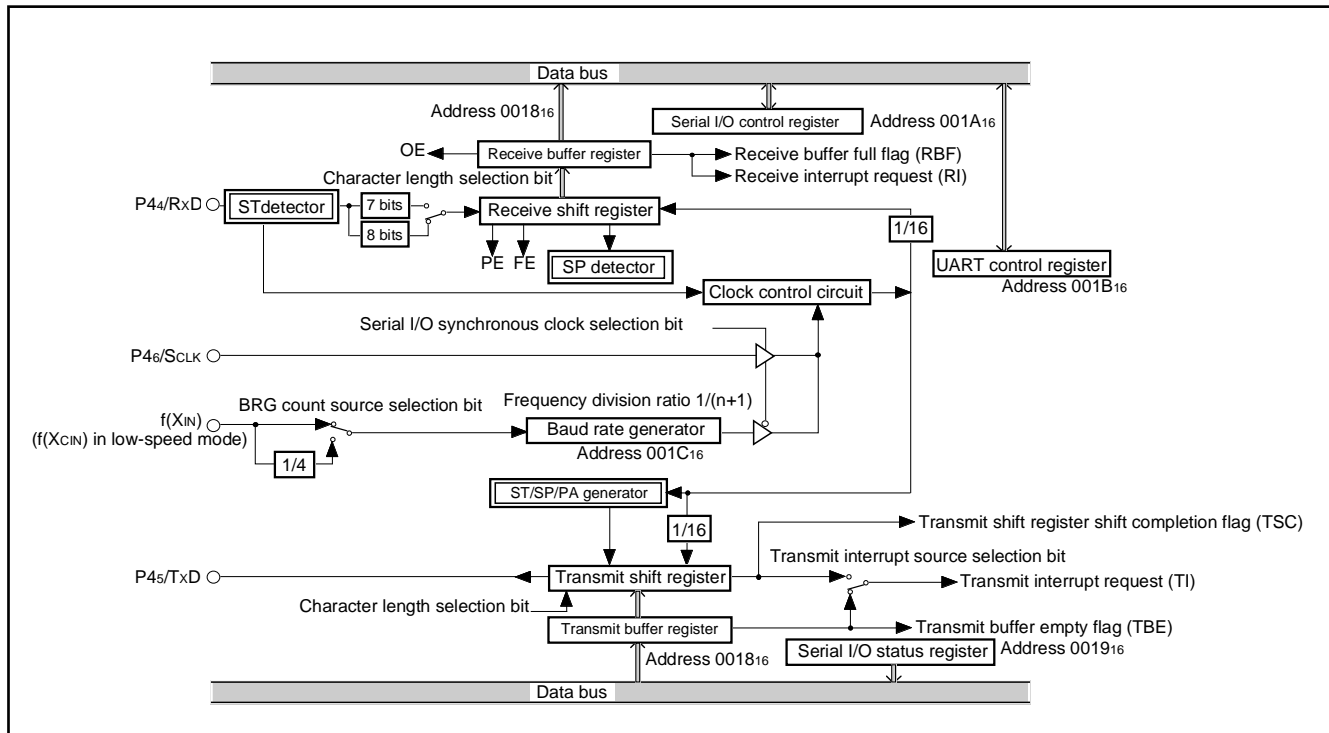 Data bus
Address 001816
Serial I/O control register
Address 001A16
OE
Receive buffer register
Receive buffer full flag (RBF)
Receive interrupt request (RI)
Character length selection bit
P44/RXD
STdetector
7 bits
8 bits
Receive shift register
1/16
PE
FE
SP detector
UART control register
Address 001B16
Clock control circuit
Serial I/O synchronous clock selection bit
P46/SCLK
BRG count source selection bit
Frequency division ratio 1/(n+1)
f(XIN)
(f(XCIN) in low-speed mode)
Baud rate generator
Address 001C16
1/4
ST/SP/PA generator
1/16
Transmit shift register shift completion flag (TSC)
Transmit interrupt source selection bit
P45/TXD
Transmit shift register
Transmit interrupt request (TI)
Character length selection bit
Transmit buffer register
Transmit buffer empty flag (TBE)
Address 001816
Serial I/O status register
Address 001916
Data bus